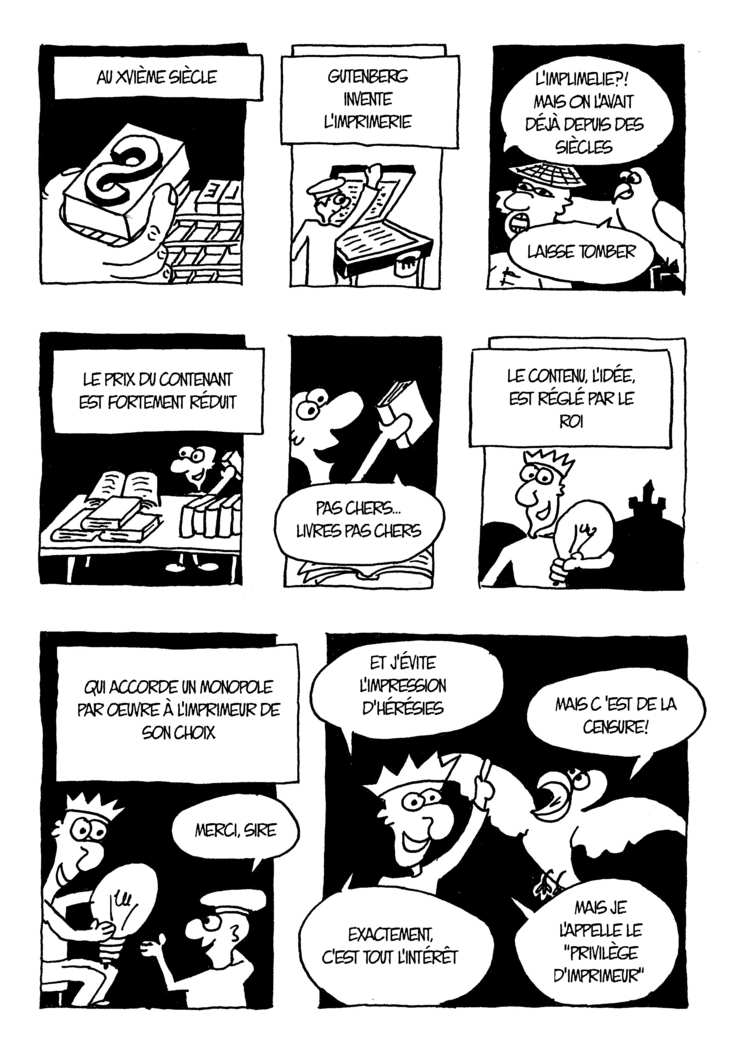 AU XVIÈME SIÈCLE
GUTENBERG
INVENTE
L'IMPRIMERIE
L'IMPLIMELIE?!
MAIS ON L'AVAIT
DÉJÀ DEPUIS DES
SIÈCLES
LAISSE TOMBER
LE PRIX DU CONTENANT
EST FORTEMENT RÉDUIT
PAS CHERS...
LIVRES PAS CHERS
LE CONTENU, L'IDÉE,
EST RÉGLÉ PAR LE
ROI
QUI ACCORDE UN MONOPOLE
PAR OEUVRE À L'IMPRIMEUR DE
SON CHOIX
MERCI, SIRE
ET J'ÉVITE
L'IMPRESSION
D'HÉRÉSIES
MAIS C 'EST DE LA
CENSURE!
EXACTEMENT,
C'EST TOUT L'INTÉRÊT
MAIS JE
L'APPELLE LE
"PRIVILÈGE
D'IMPRIMEUR"